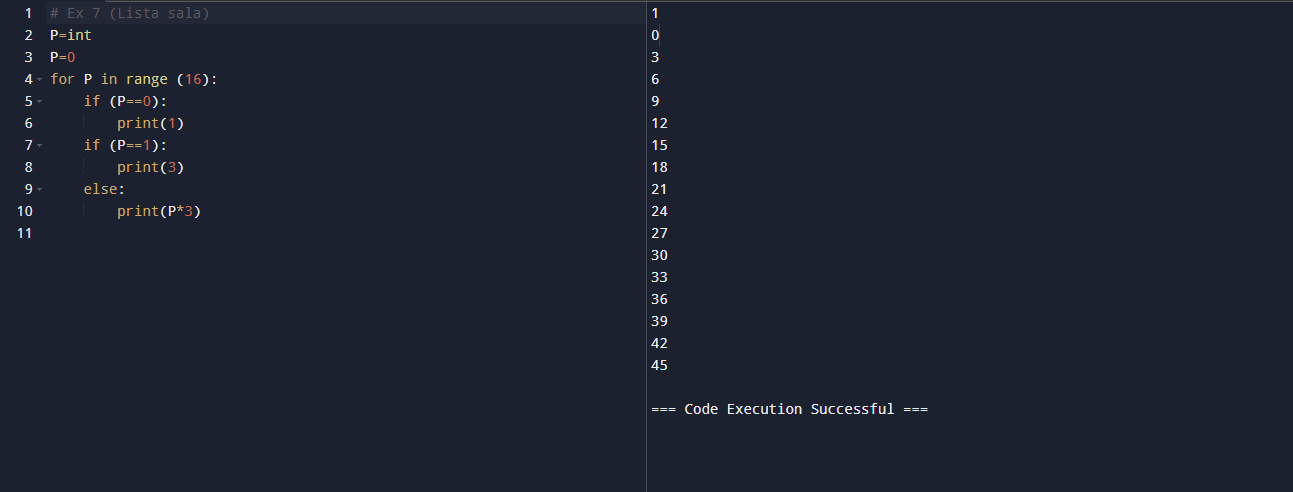 1 # Ex 7 (Lista sala)
2 P=int
3 P=0
4 for P in range (16):
5 if (P==0):
6 print(1)
7 if (P==1):
8 print(3)
9 else:
10 print(P*3)
11
1
0
3
6
9
12
15
18
21
24
27
30
33
36
39
42
45
=== Code Execution Successful ===